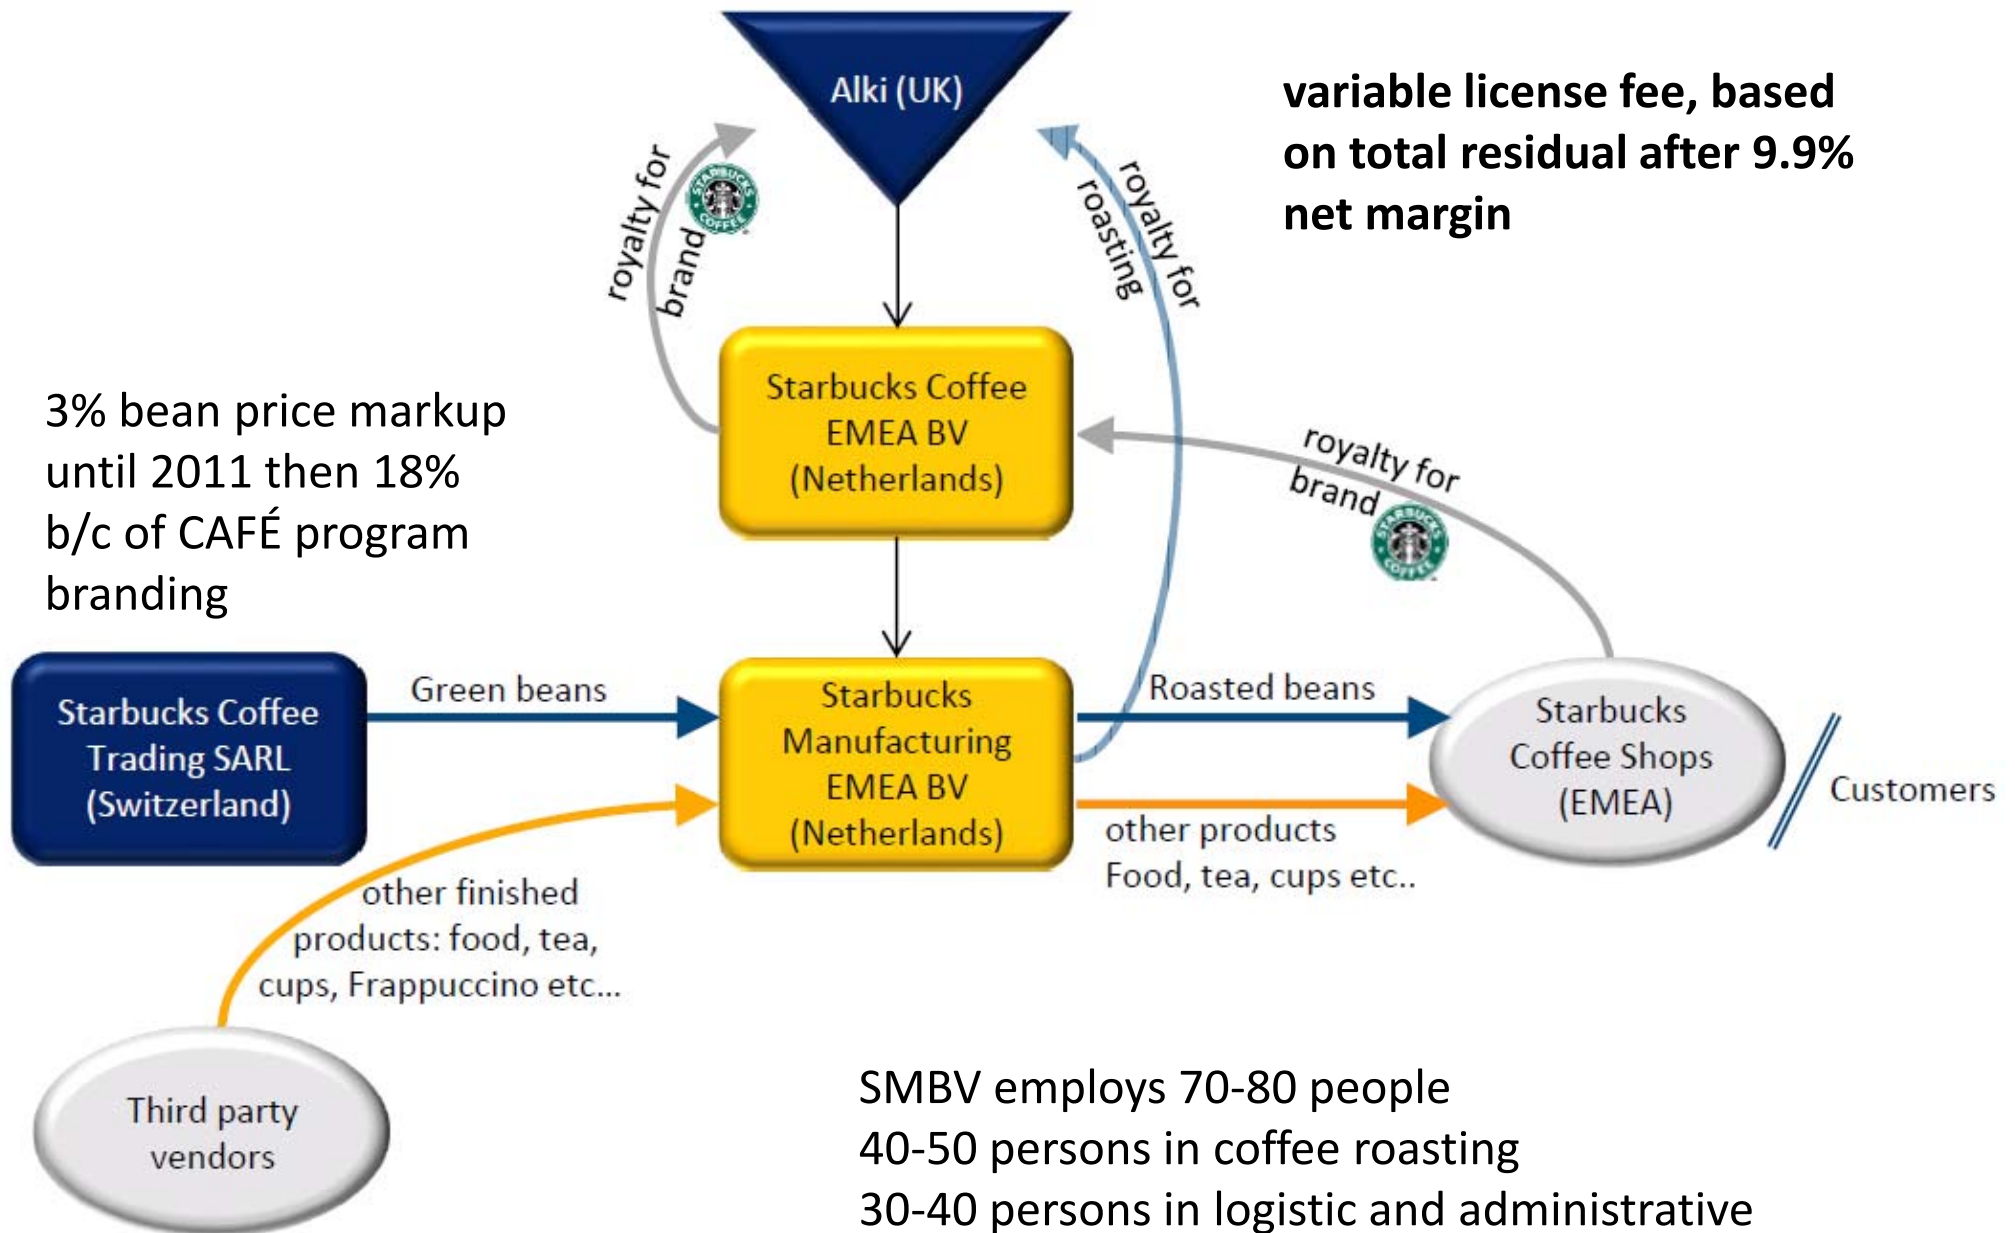 Alki (UK)
variable license fee, based
on total residual after 9.9%
net margin
royalty for
brand
STARBUCKS
COFFEE
royalty for
roasting
Starbucks Coffee
EMEA BV
(Netherlands)
3% bean price markup
until 2011 then 18%
b/c of CAFÉ program
branding
royalty for
brand
STARBUCKS
COFFEE
Starbucks Coffee
Trading SARL
(Switzerland)
Green beans
Starbucks
Manufacturing
EMEA BV
(Netherlands)
Roasted beans
Starbucks
Coffee Shops
(EMEA)
Customers
other products
Food, tea, cups etc..
other finished
products: food, tea,
cups, Frappuccino etc...
Third party
vendors
SMBV employs 70-80 people
40-50 persons in coffee roasting
30-40 persons in logistic and administrative